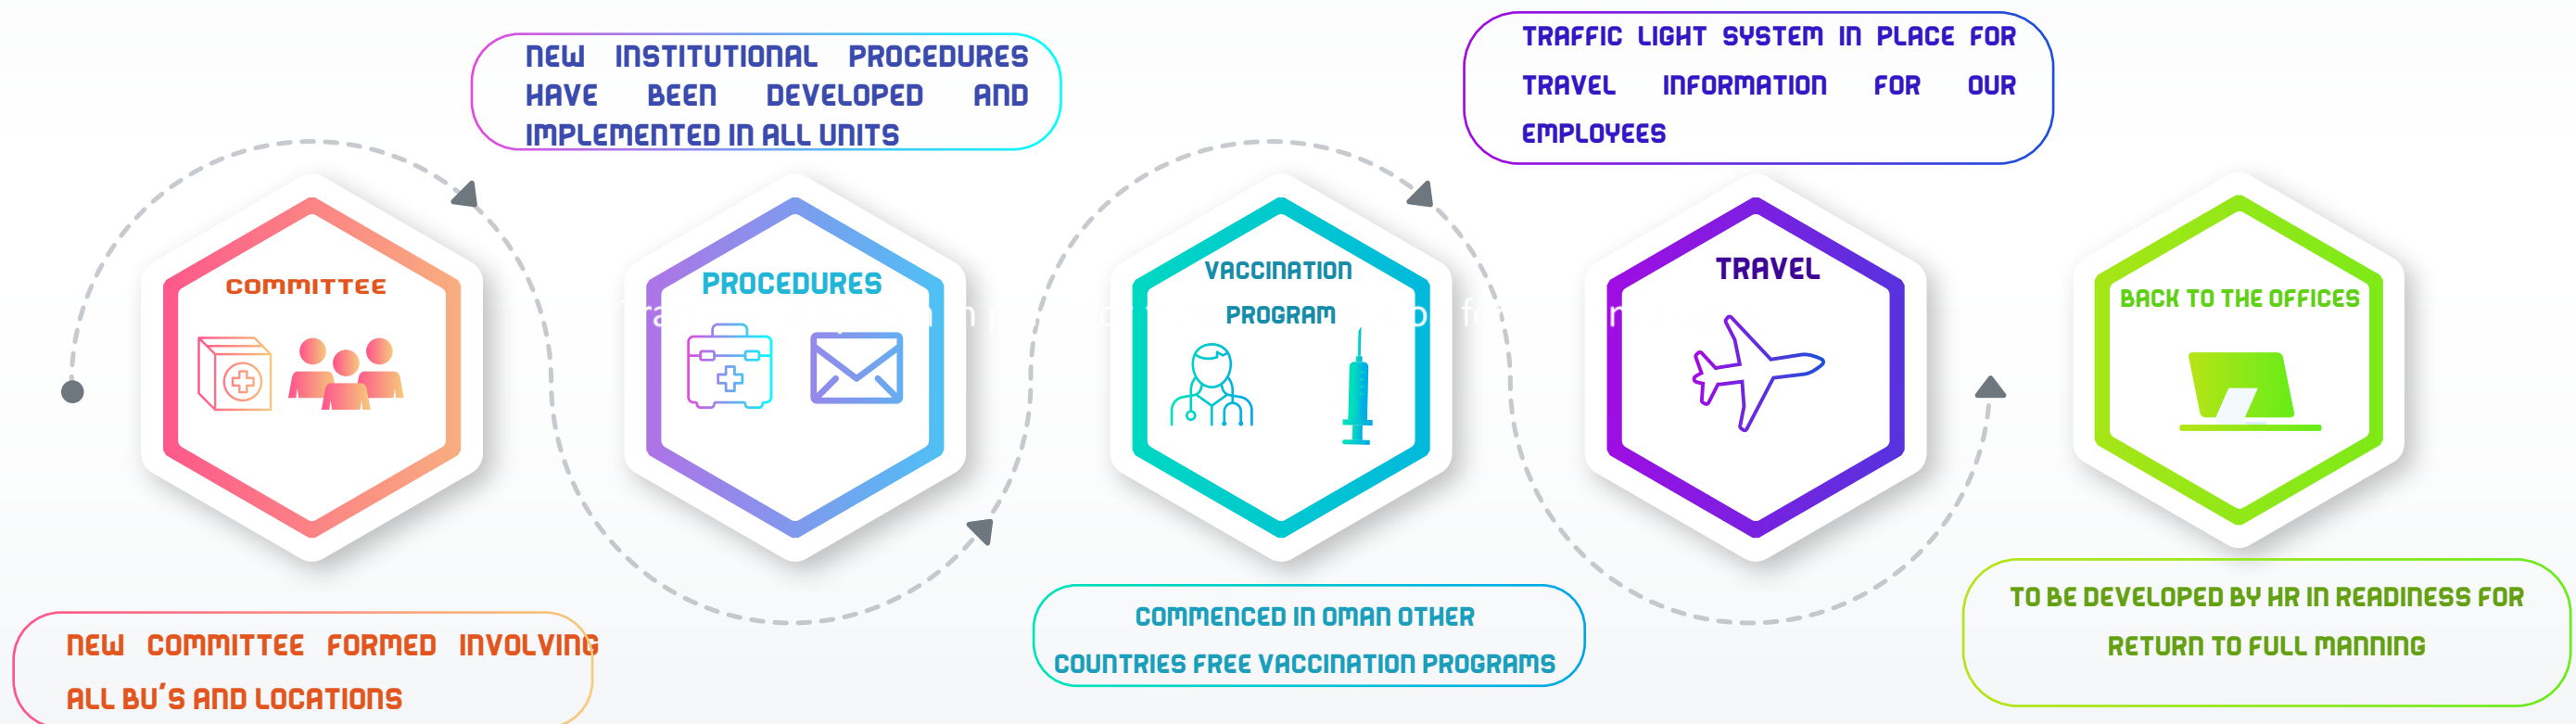 NEW INSTITUTIONAL PROCEDURES
HAVE BEEN DEVELOPED AND
IMPLEMENTED IN ALL UNITS
TRAFFIC LIGHT SYSTEM IN PLACE FOR
TRAVEL INFORMATION FOR OUR
EMPLOYEES
COMMITTEE
PROCEDURES
VACCINATION
PROGRAM
TRAVEL
BACK TO THE OFFICES
NEW COMMITTEE FORMED INVOLVING
ALL BU'S AND LOCATIONS
COMMENCED IN OMAN OTHER
COUNTRIES FREE VACCINATION PROGRAMS
TO BE DEVELOPED BY HR IN READINESS FOR
RETURN TO FULL MANNING